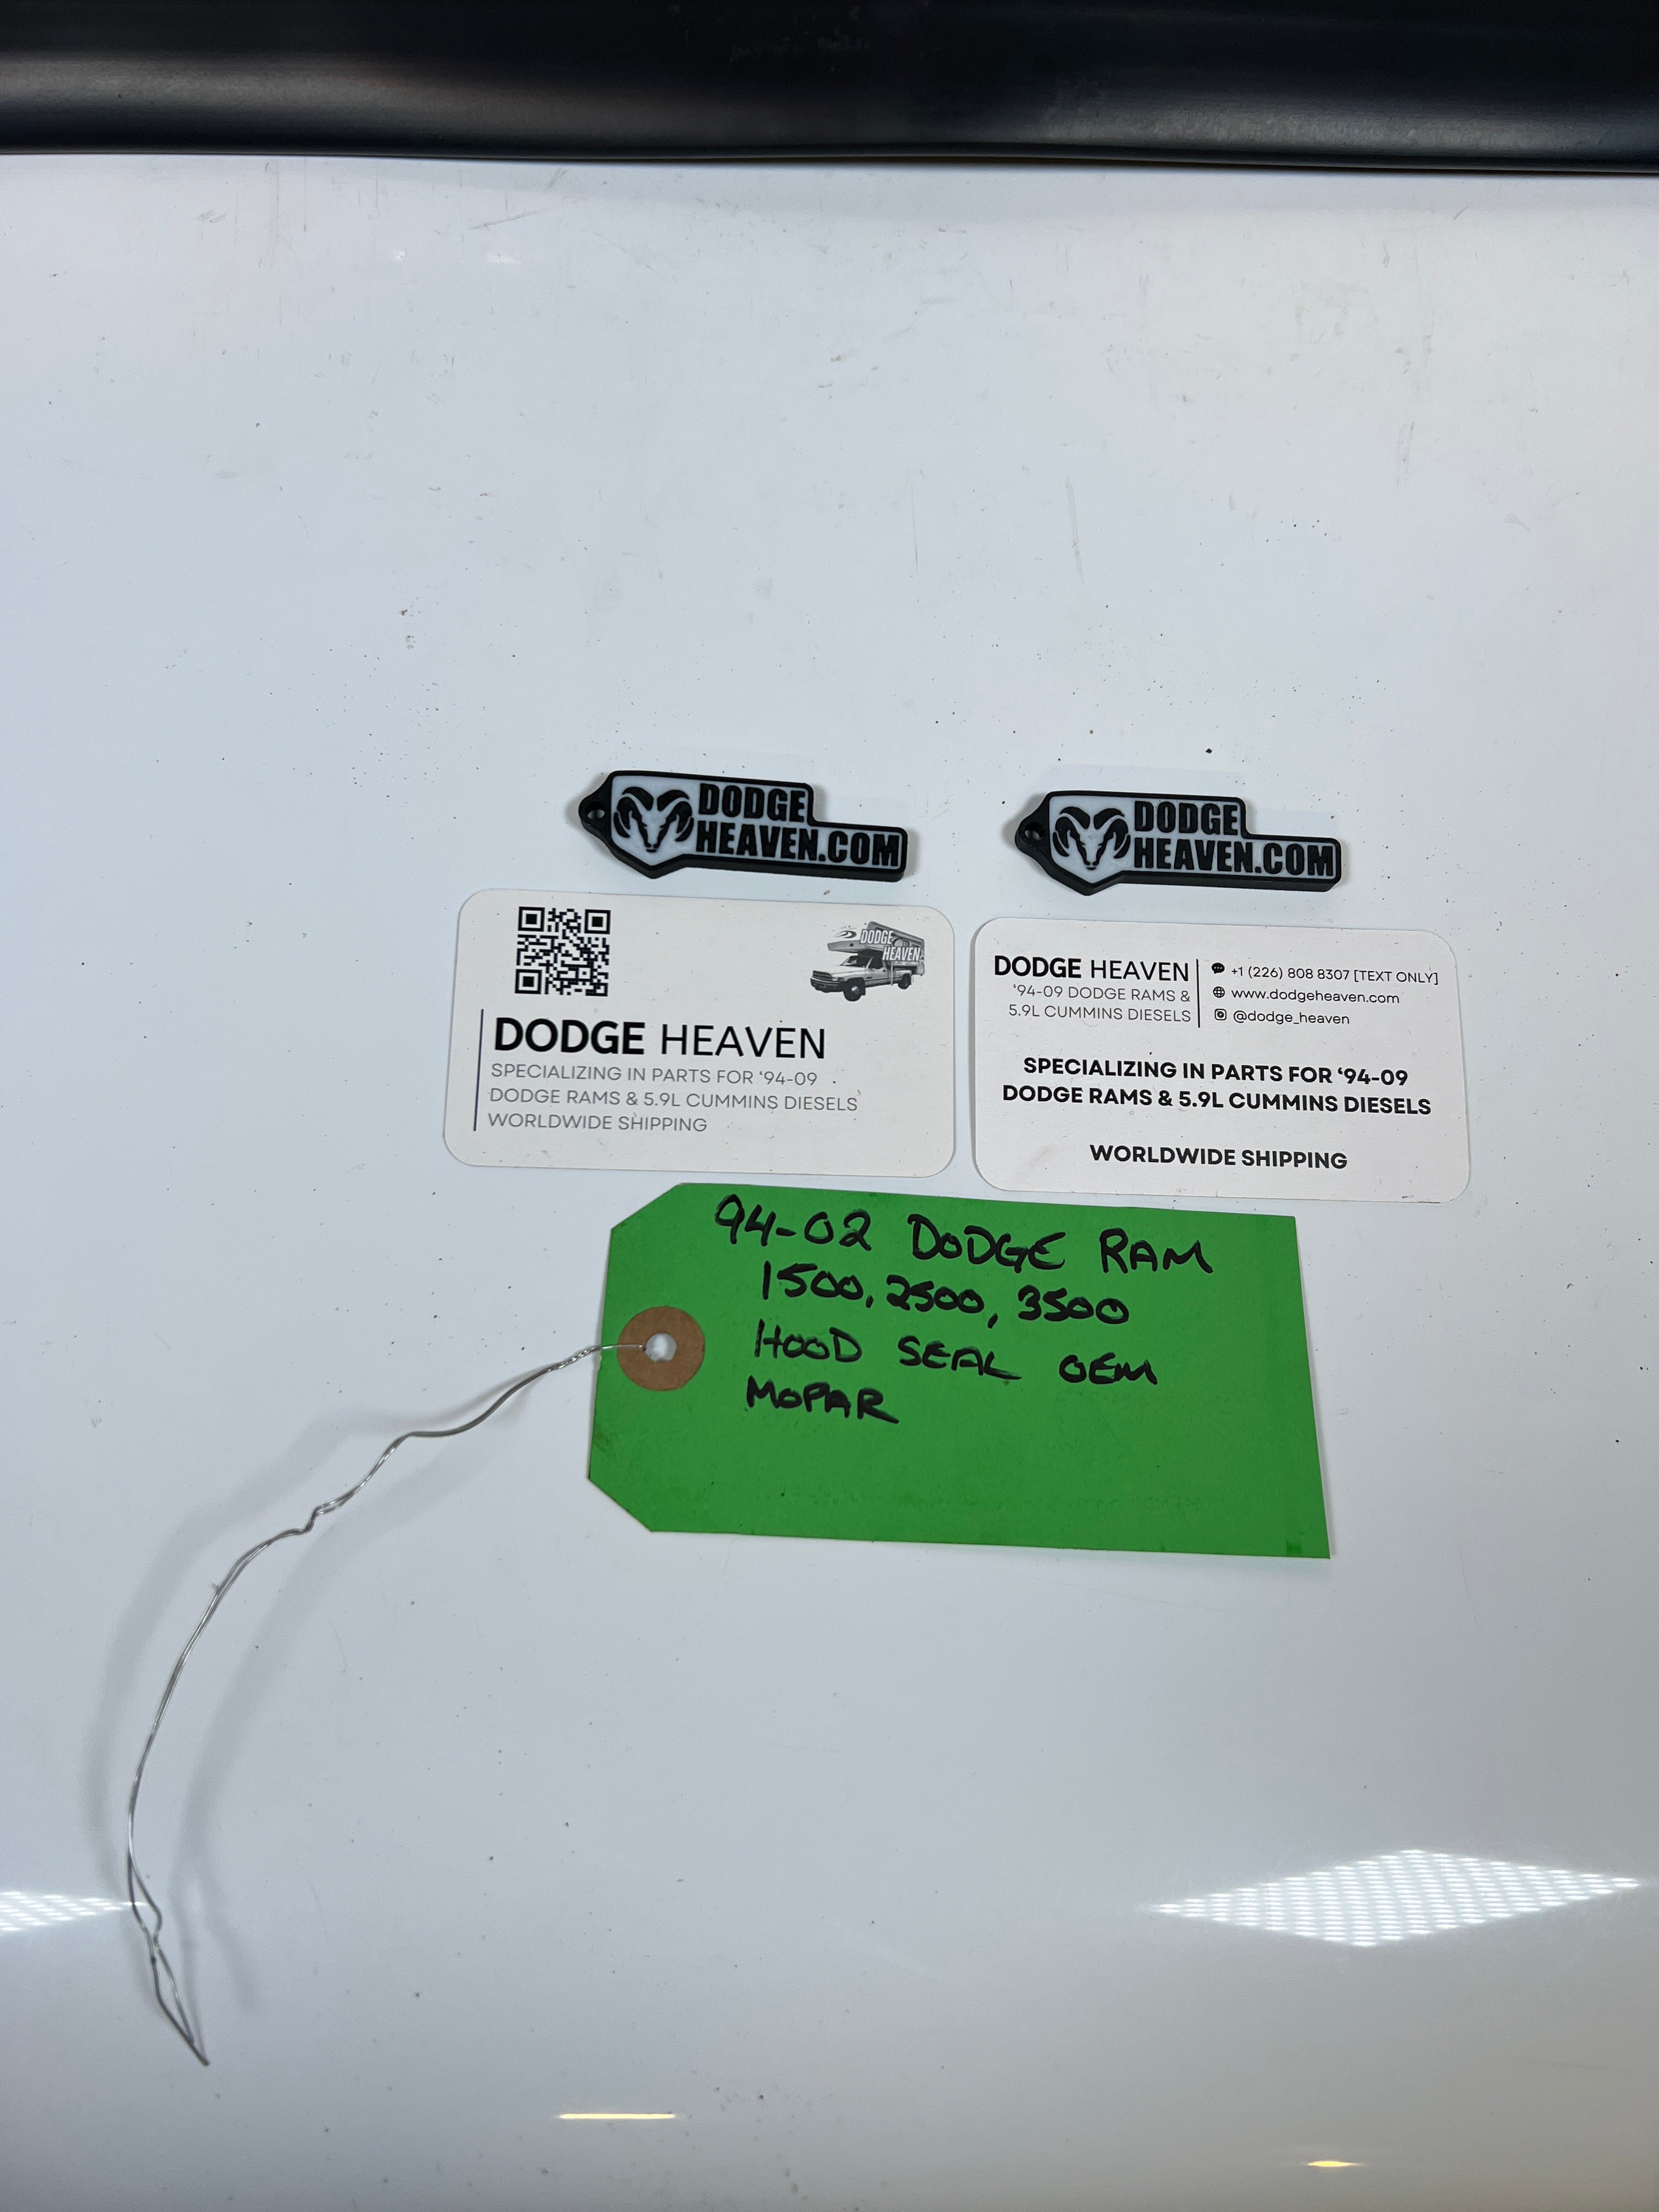 DODGE
HEAVEN.COM
DODGE
HEAVEN.COM
DODGE
HEAVEN
DODGE HEAVEN
SPECIALIZING IN PARTS FOR ‘94-09
DODGE RAMS & 5.9L CUMMINS DIESELS
WORLDWIDE SHIPPING
DODGE HEAVEN
‘94-09 DODGE RAMS &
5.9L CUMMINS DIESELS
+1 (226) 808 8307 [TEXT ONLY]
www.dodgeheaven.com
@dodge_heaven
SPECIALIZING IN PARTS FOR ‘94-09
DODGE RAMS & 5.9L CUMMINS DIESELS
WORLDWIDE SHIPPING
94-02 DODGE RAM
1500, 2500, 3500
HOOD SEAL OEM
MOPAR